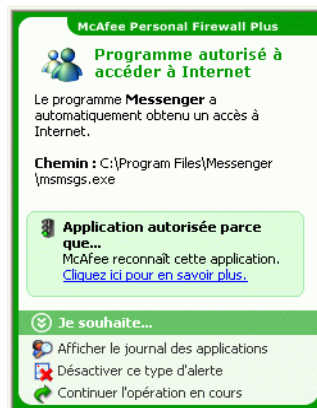 McAfee Personal Firewall Plus
Programme autorisé à
accéder à Internet
Le programme Messenger a
automatiquement obtenu un accès à
Internet.
Chemin : C:\Program Files\Messenger
\msmsgs.exe
Application autorisée parce
que...
McAfee reconnaît cette application.
Cliquez ici pour en savoir plus.
Je souhaite...
Afficher le journal des applications
Désactiver ce type d'alerte
Continuer l'opération en cours